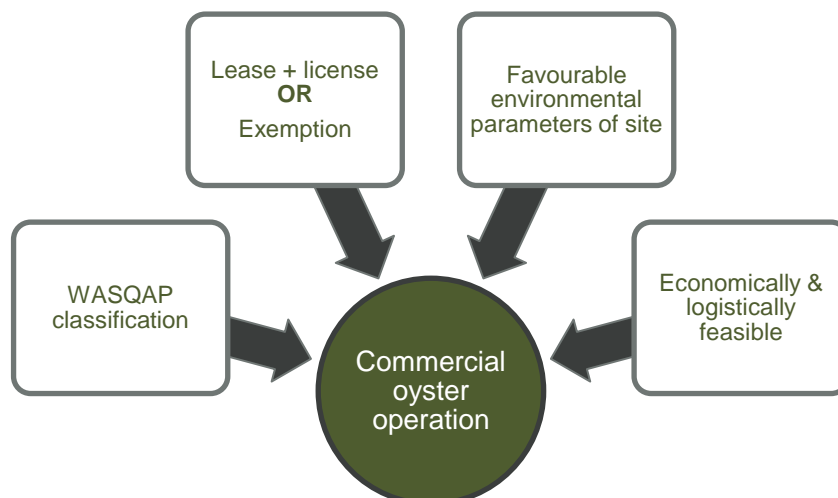 Lease + license
OR
Exemption
Favourable
environmental
parameters of site
WASQAP
classification
Economically &
logistically
feasible
Commercial
oyster
operation